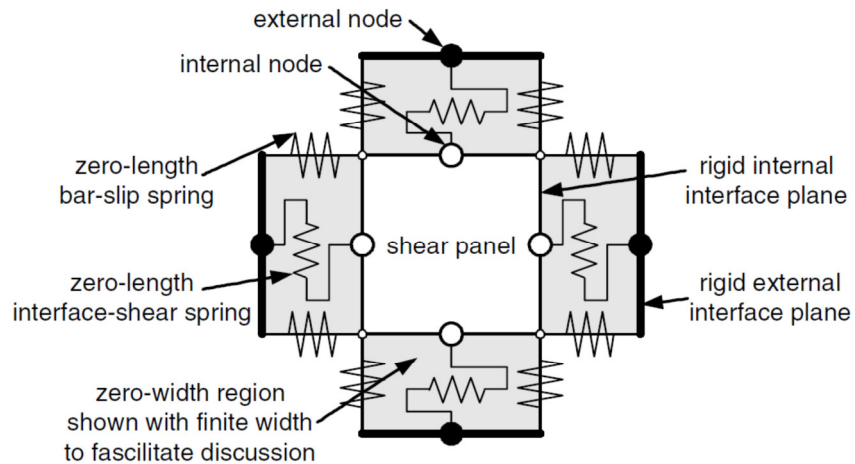 external node
internal node
zero-length
bar-slip spring
rigid internal
interface plane
shear panel
zero-length
interface-shear spring
rigid external
interface plane
zero-width region
shown with finite width
to fascilitate discussion